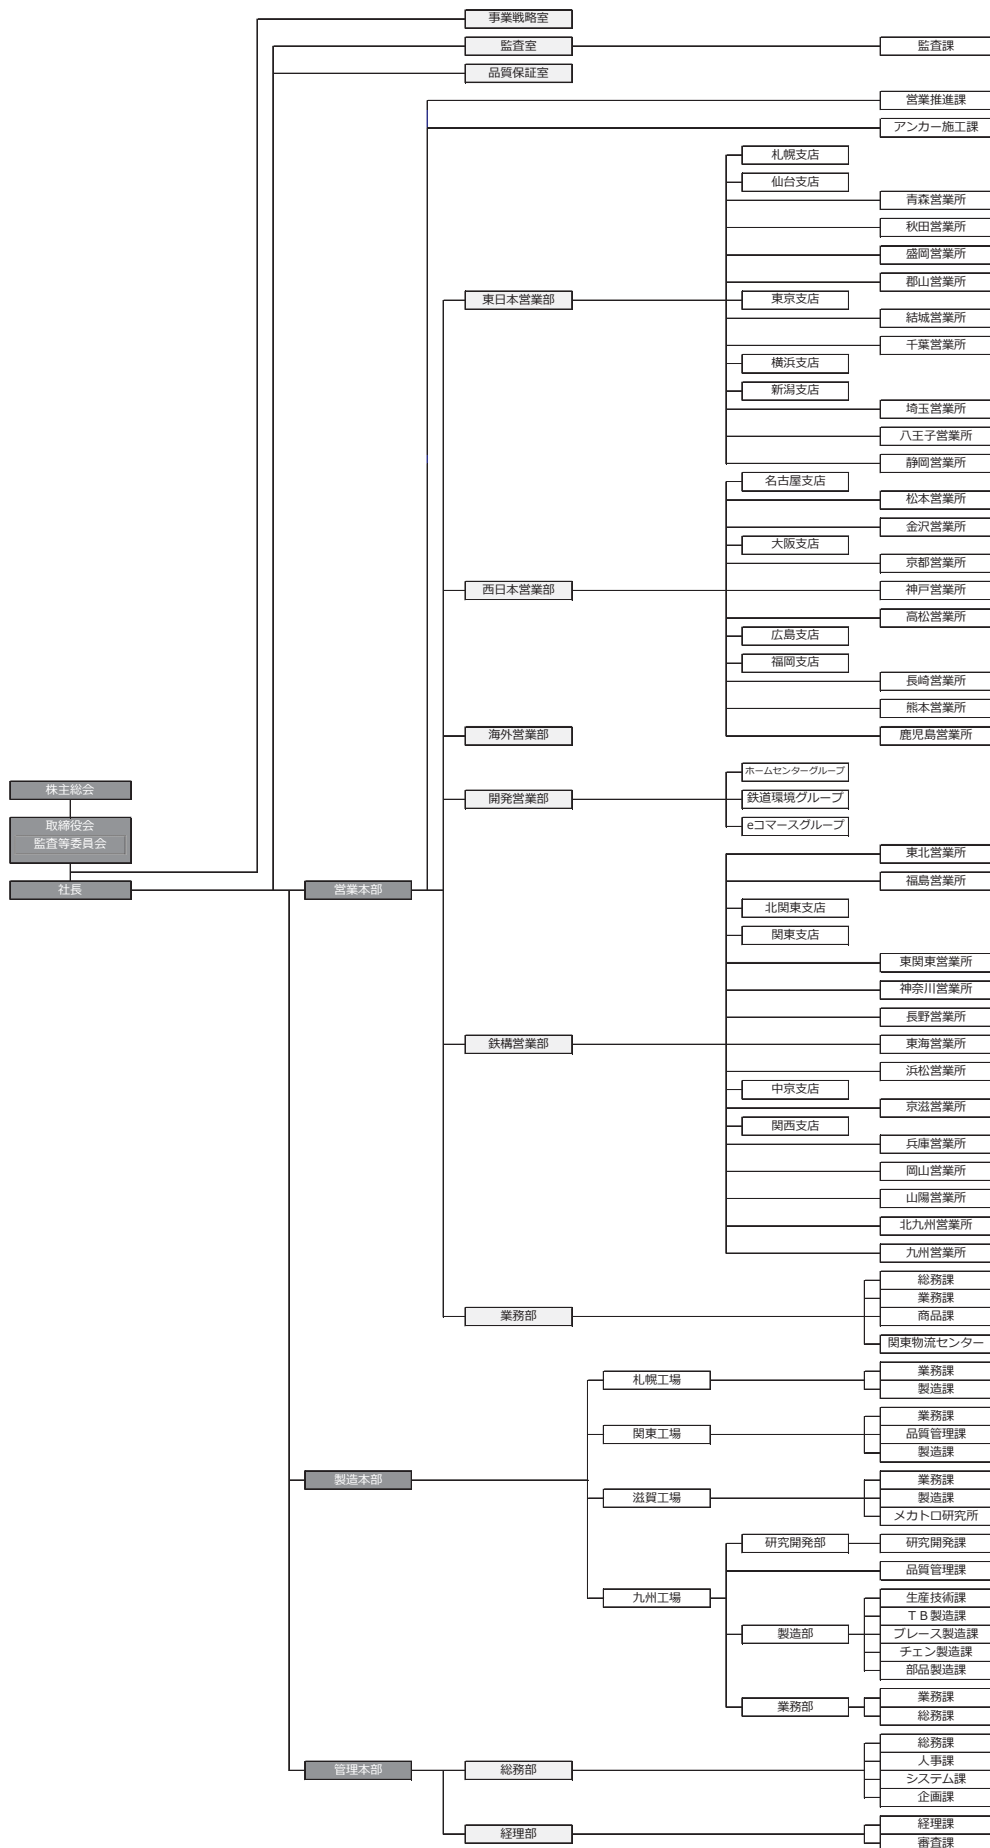 事業戦略室
監査室
監査課
品質保証室
営業推進課
アンカー施工課
札幌支店
仙台支店
青森営業所
秋田営業所
盛岡営業所
郡山営業所
東日本営業部
東京支店
結城営業所
千葉営業所
横浜支店
新潟支店
埼玉営業所
八王子営業所
静岡営業所
名古屋支店
松本営業所
金沢営業所
大阪支店
京都営業所
西日本営業部
神戸営業所
高松営業所
広島支店
福岡支店
長崎営業所
熊本営業所
海外営業部
鹿児島営業所
ホームセンターグループ
株主総会
開発営業部
鉄道環境グループ
取締役会
eコマースグループ
監査等委員会
東北営業所
社長
営業本部
福島営業所
北関東支店
関東支店
東関東営業所
神奈川営業所
長野営業所
鉄構営業部
東海営業所
浜松営業所
中京支店
京滋営業所
関西支店
兵庫営業所
岡山営業所
山陽営業所
北九州営業所
九州営業所
総務課
業務課
業務部
商品課
関東物流センター
札幌工場
業務課
製造課
業務課
関東工場
品質管理課
製造課
製造本部
業務課
滋賀工場
製造課
メカトロ研究所
研究開発部
研究開発課
品質管理課
九州工場
生産技術課
ＴＢ製造課
製造部
ブレース製造課
チェン製造課
部品製造課
業務課
業務部
総務課
総務課
人事課
管理本部
総務部
システム課
企画課
経理課
経理部
審査課